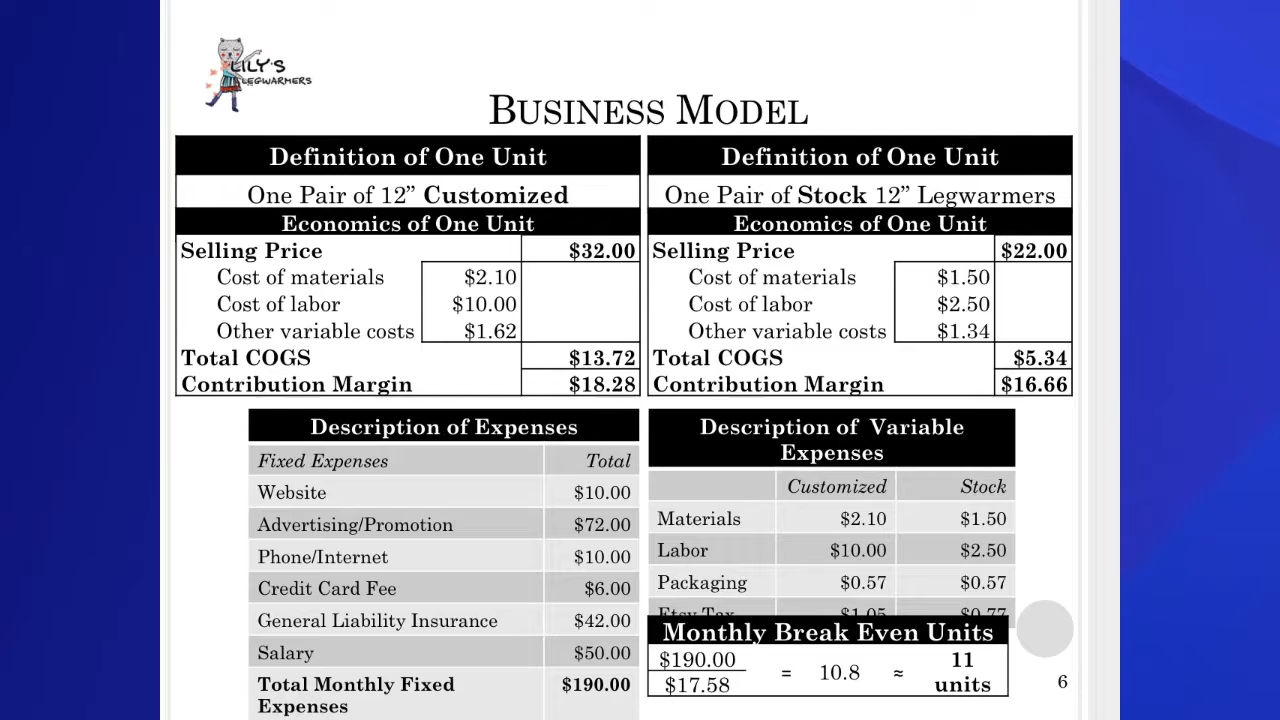 LILY'S
LEGWARMERS
BUSINESS MODEL
Definition of One Unit
One Pair of 12” Customized
Economics of One Unit
Selling Price $32.00
Cost of materials $2.10
Cost of labor $10.00
Other variable costs $1.62
Total COGS $13.72
Contribution Margin $18.28
Definition of One Unit
One Pair of Stock 12” Legwarmers
Economics of One Unit
Selling Price $22.00
Cost of materials $1.50
Cost of labor $2.50
Other variable costs $1.34
Total COGS $5.34
Contribution Margin $16.66
Description of Expenses
Fixed Expenses Total
Website $10.00
Advertising/Promotion $72.00
Phone/Internet $10.00
Credit Card Fee $6.00
General Liability Insurance $42.00
Salary $50.00
Total Monthly Fixed $190.00
Expenses
Description of Variable
Expenses
Customized Stock
Materials $2.10 $1.50
Labor $10.00 $2.50
Packaging $0.57 $0.57
Etsy Tax $1.05 $0.77
Monthly Break Even Units
$190.00
$17.58
= 10.8 ≈
11
units
6